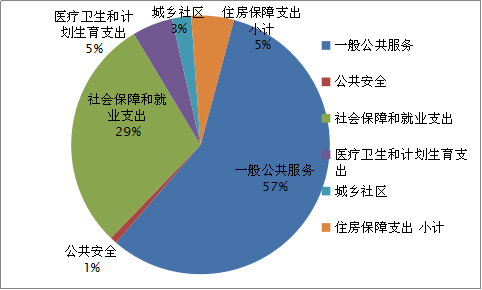 医疗卫生和计
划生育支出
5%
城乡社区
3%
住房保障支出
小计
5%
社会保障和就
业支出
29%
一般公共服务
57%
公共安全
1%
一般公共服务
公共安全
社会保障和就业支出
医疗卫生和计划生育支
出
城乡社区
住房保障支出 小计